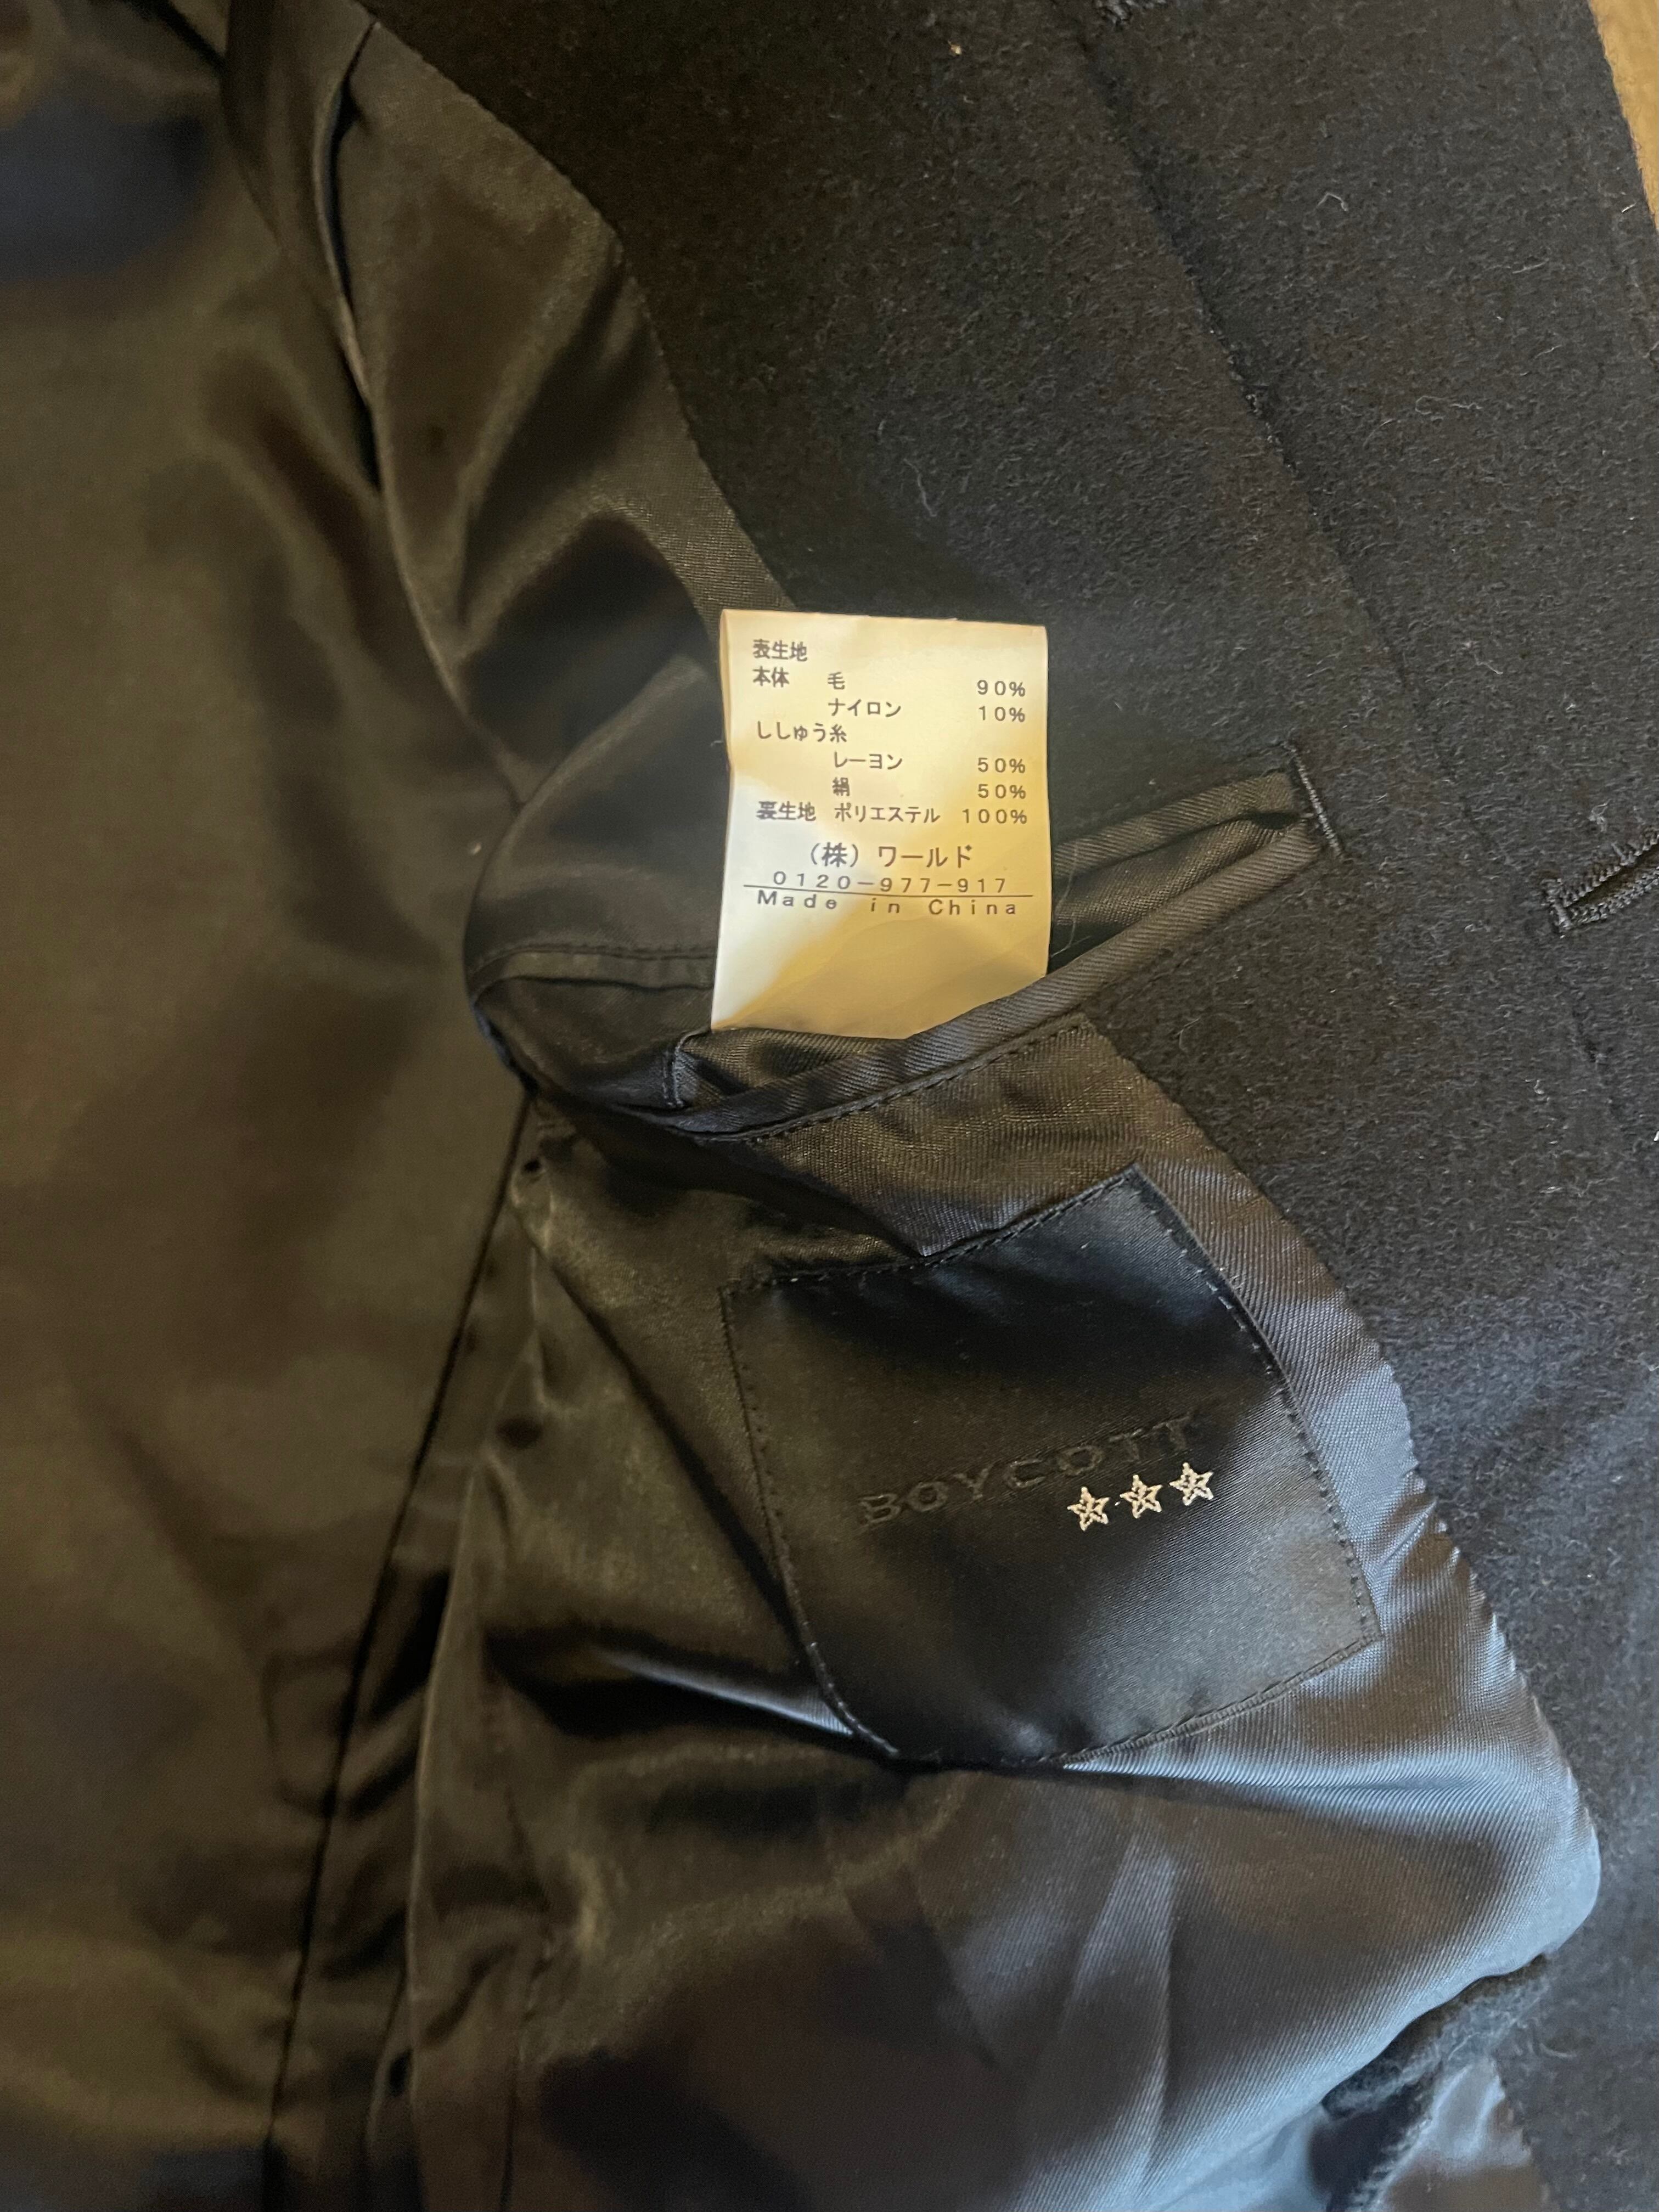 表生地
本体 毛 90%
ナイロン 10%
ししゅう糸
レーヨン 50%
絹 50%
裏生地 ポリエステル 100%
(株)ワールド
0120-977-917
Made in China
BOYCOTT